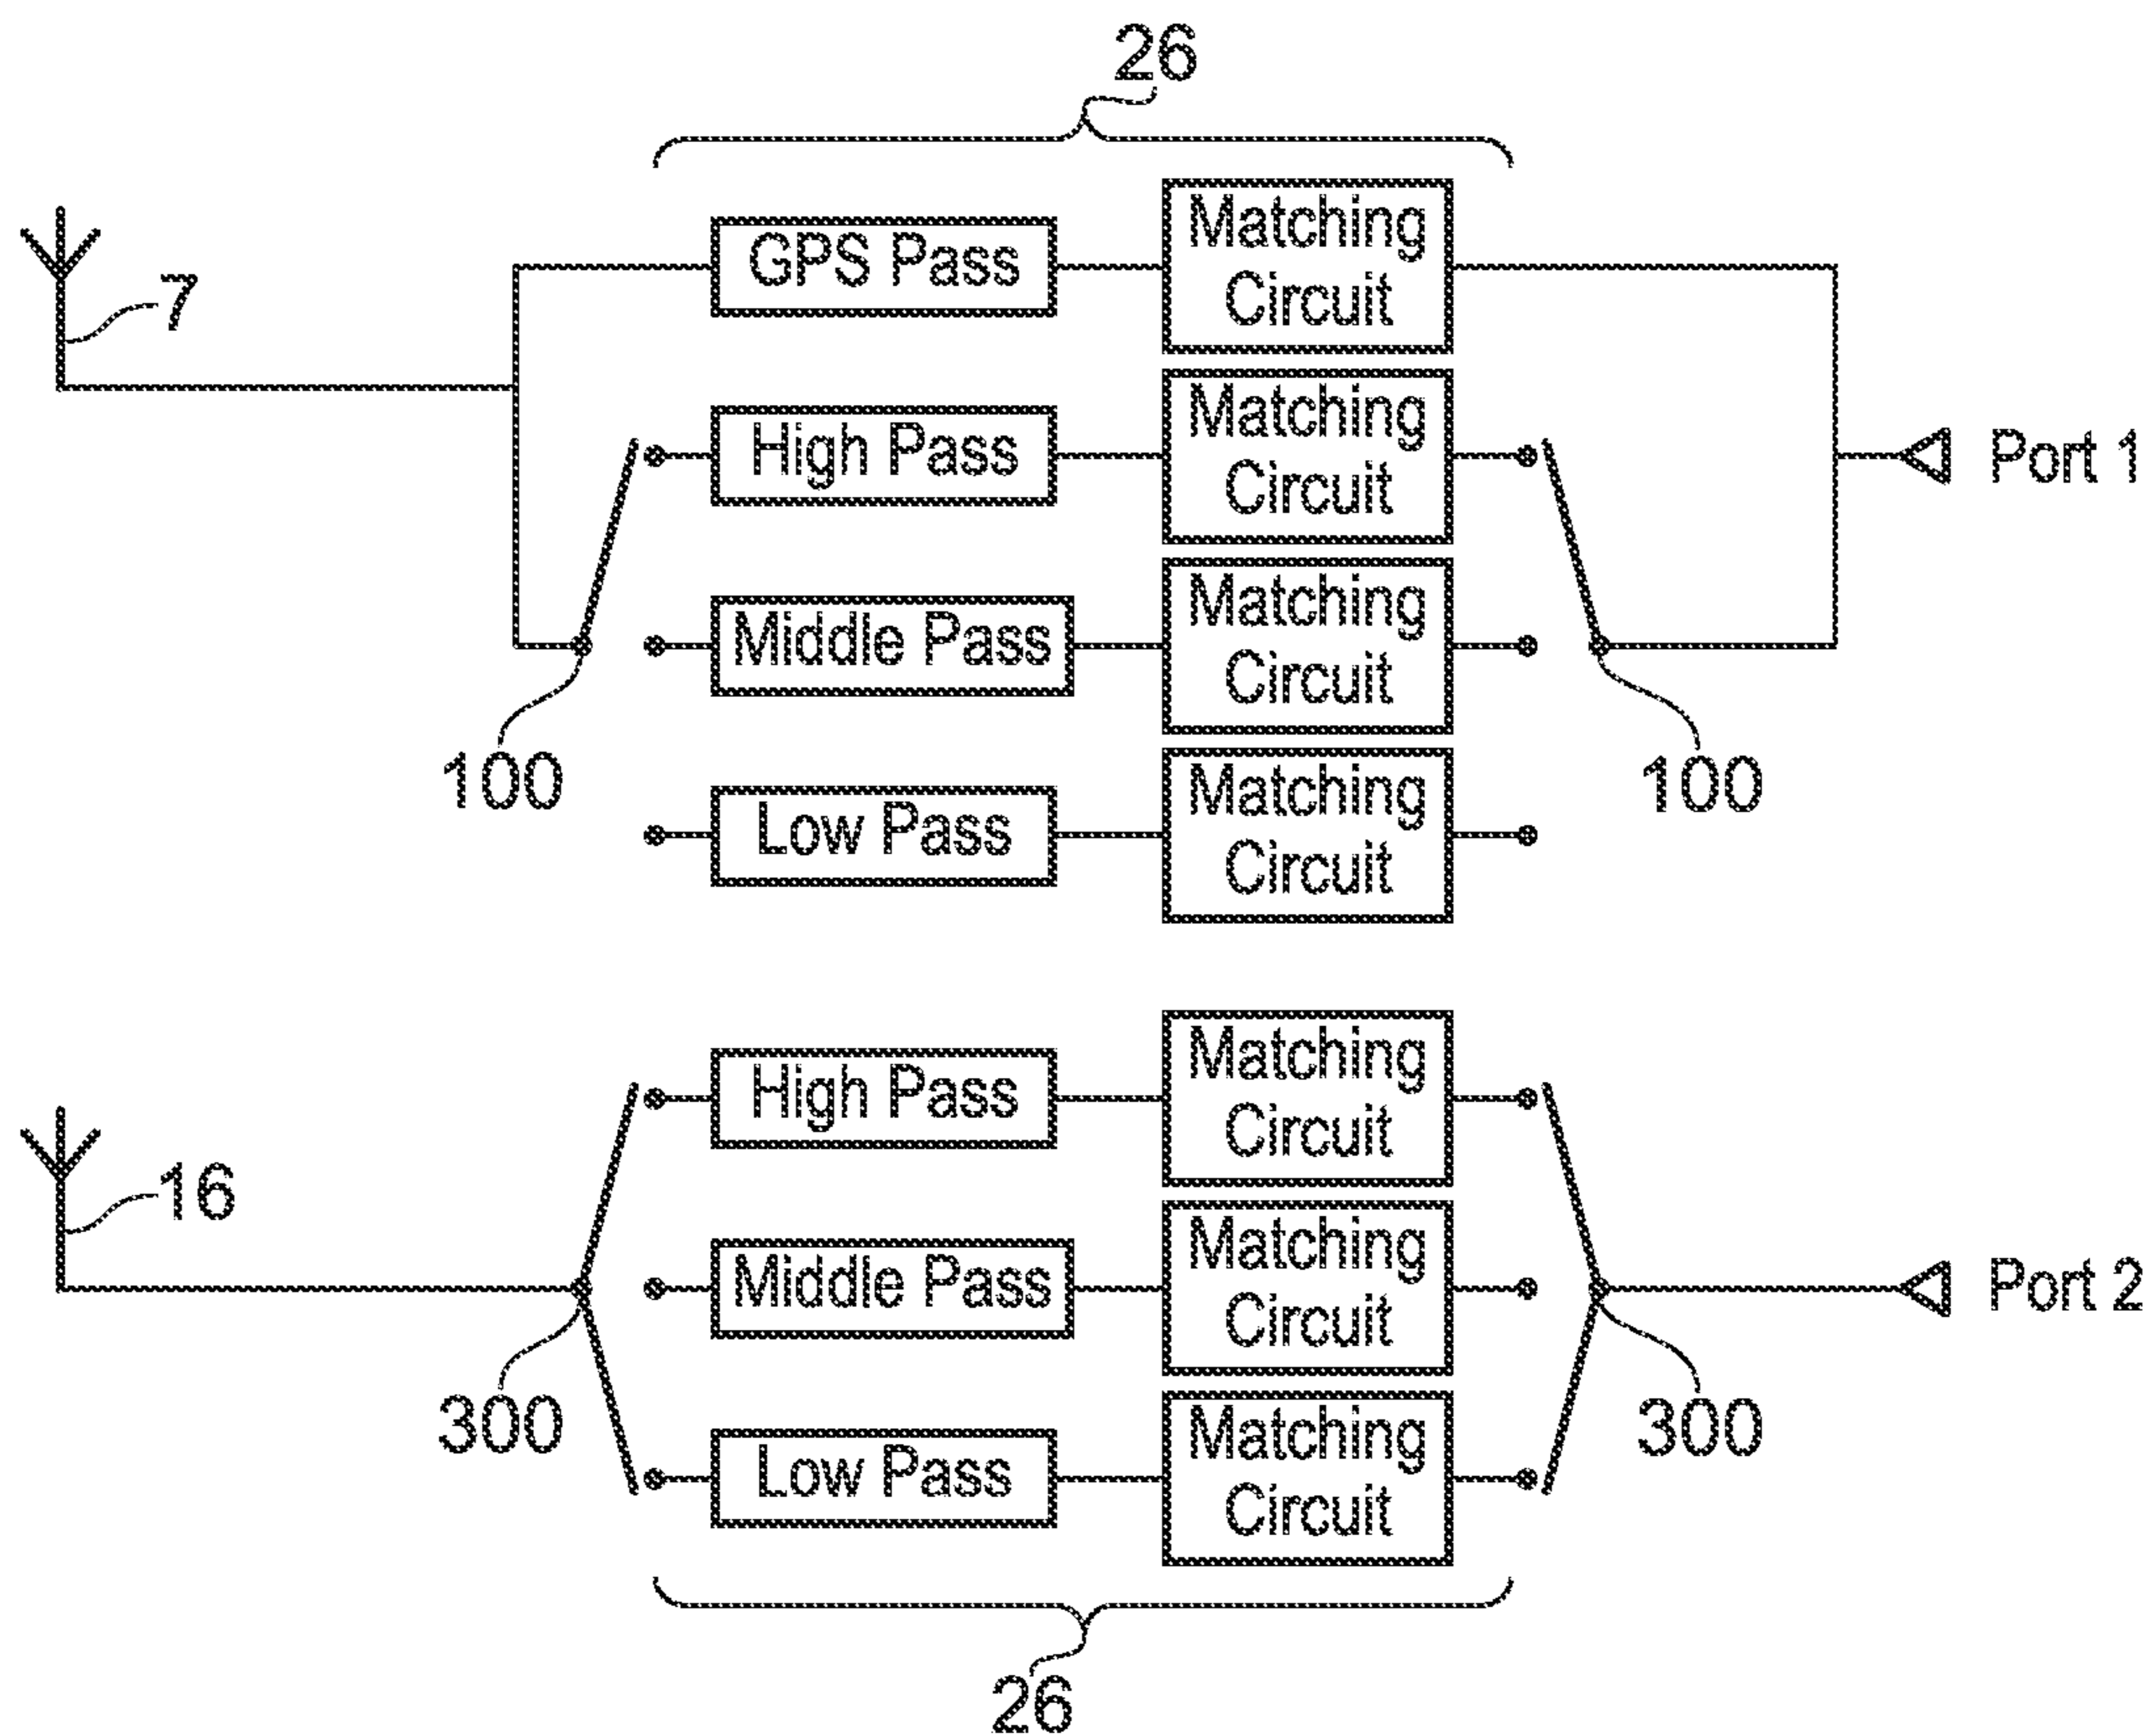 26
GPS Pass
Matching
Circuit
7
High Pass
Matching
Circuit
Port 1
Middle Pass
Matching
Circuit
100
100
Low Pass
Matching
Circuit
High Pass
Matching
Circuit
16
Middle Pass
Matching
Circuit
Port 2
300
300
Low Pass
Matching
Circuit
26